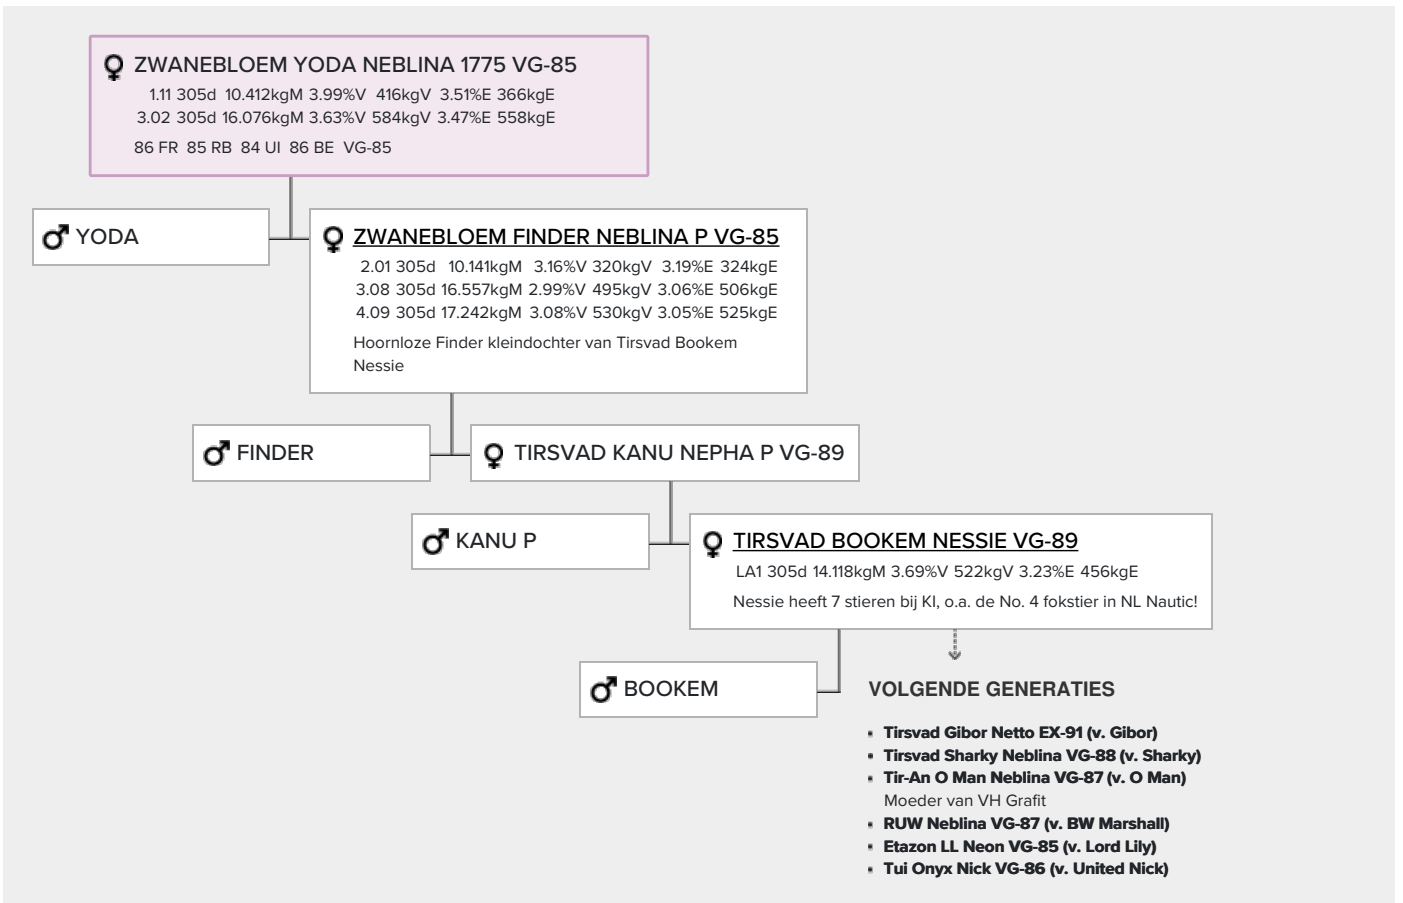 ZWANEBLOEM YODA NEBLINA 1775 VG-85
1.11 305d 10.412kgM 3.99%V 416kgV 3.51%E 366kgE
3.02 305d 16.076kgM 3.63%V 584kgV 3.47%E 558kgE
86 FR 85 RB 84 UI 86 BE VG-85
YODA
ZWANEBLOEM FINDER NEBLINA P VG-85
2.01 305d 10.141kgM 3.16%V 320kgV 3.19%E 324kgE
3.08 305d 16.557kgM 2.99%V 495kgV 3.06%E 506kgE
4.09 305d 17.242kgM 3.08%V 530kgV 3.05%E 525kgE
Hoornloze Finder kleindochter van Tirsvad Bookem
Nessie
FINDER
TIRSVAD KANU NEPHA P VG-89
KANU P
TIRSVAD BOOKEM NESSIE VG-89
LA1 305d 14.118kgM 3.69%V 522kgV 3.23%E 456kgE
Nessie heeft 7 stieren bij KI, o.a. de No. 4 fokstier in NL Nautic!
BOOKEM
VOLGENDE GENERATIES
Tirsvad Gibor Netto EX-91 (v. Gibor)
Tirsvad Sharky Neblina VG-88 (v. Sharky)
Tir-An O Man Neblina VG-87 (v. O Man)
Moeder van VH Grafit
RUW Neblina VG-87 (v. BW Marshall)
Etazon LL Neon VG-85 (v. Lord Lily)
Tui Onyx Nick VG-86 (v. United Nick)